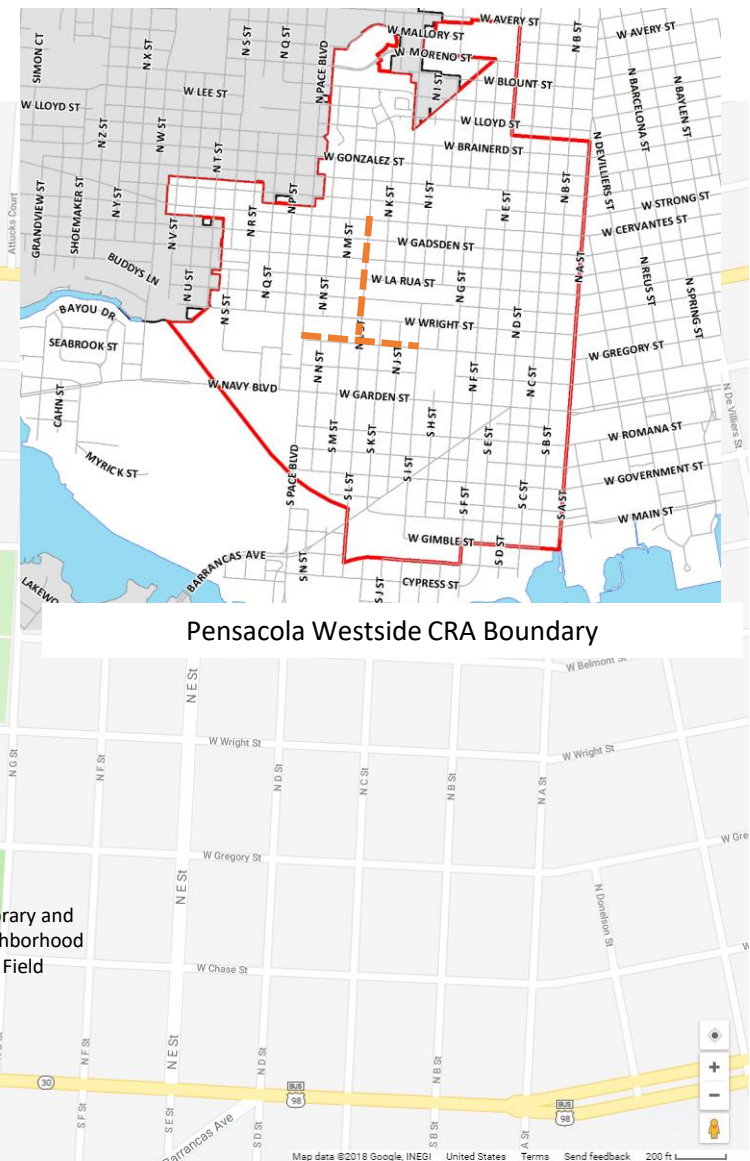 W AVERY ST
W MALLORY ST
W MORENO ST
W AVERY ST
SIMON CT
N X ST
N S ST
N Q ST
N PACE BLVD
N I ST
N B ST
W LEE ST
W BLOUNT ST
N BARCELONA ST
N BAYLEN ST
W LLOYD ST
W LLOYD ST
N Z ST
N W ST
N T ST
W BRAINERD ST
W GONZALEZ ST
N DEVILLIERS ST
GRANDVIEW ST
SHOEMAKER ST
N Y ST
N P ST
N K ST
N I ST
N E ST
N B ST
W STRONG ST
W CERVANTES ST
Attucks Court
N V ST
N R ST
N M ST
W GADSDEN ST
N A ST
BUDDYS LN
N U ST
N Q ST
N N ST
W LA RUA ST
N G ST
N REUS ST
N SPRING ST
BAYOU DR
N S ST
W WRIGHT ST
N D ST
SEABROOK ST
N N ST
N J ST
W GREGORY ST
N F ST
N C ST
W NAVY BLVD
W GARDEN ST
CAHN ST
S H ST
N De Villiers St
S M ST
S K ST
S E ST
S B ST
W ROMANA ST
MYRICK ST
S PACE BLVD
S I ST
W GOVERNMENT ST
S L ST
S F ST
S C ST
S A ST
W MAIN ST
W GIMBLE ST
S D ST
BARRANCAS AVE
S N ST
S J ST
CYPRESS ST
Pensacola Westside CRA Boundary
W Belmont St
N E St
W Wright St
W Wright St
N G St
N F St
N D St
N C St
N B St
N A St
W Gregory St
N E St
N Donelson St
Field
W Chase St
N F St
N E St
N D St
N B St
30
BUS
98
BUS
98
S F St
S E St
S D St
S B St
A St
Map data ©2018 Google, INEGI United States Terms Send feedback 200 ft